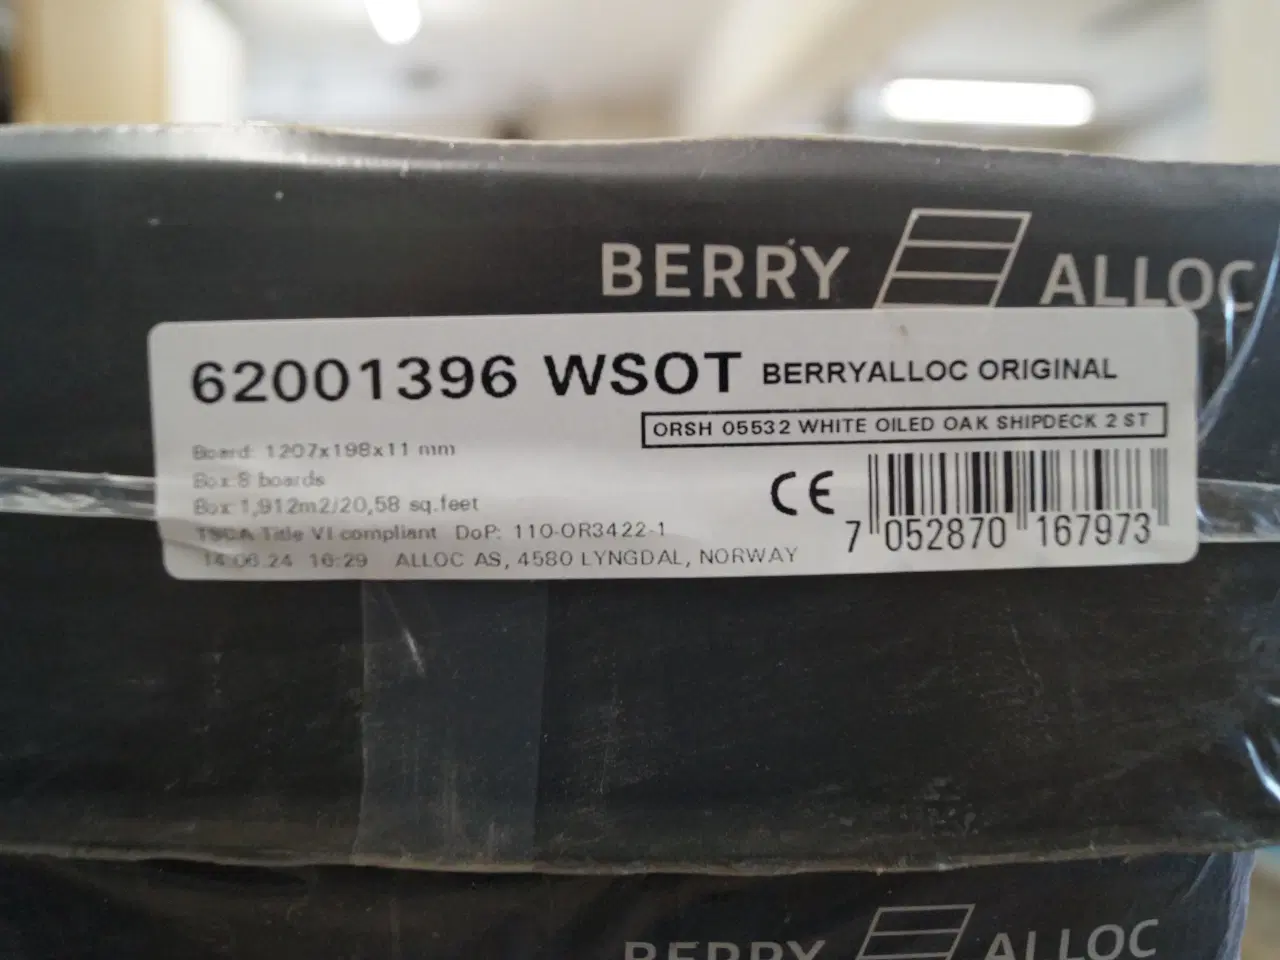 BERRY ALLOC
62001396 WSOT BERRYALLOC ORIGINAL
ORSH 05532 WHITE OILED OAK SHIPDECK 2 ST
Board: 1207x198x11 mm
Box:8 boards
Box 1,912m2/20,58 sq.feet
CE
TSCA Title VI compliant DoP: 110-OR3422-1
14.06.24 16:29 ALLOC AS, 4580 LYNGDAL, NORWAY
7 052870 167973
BERRY ALLOC